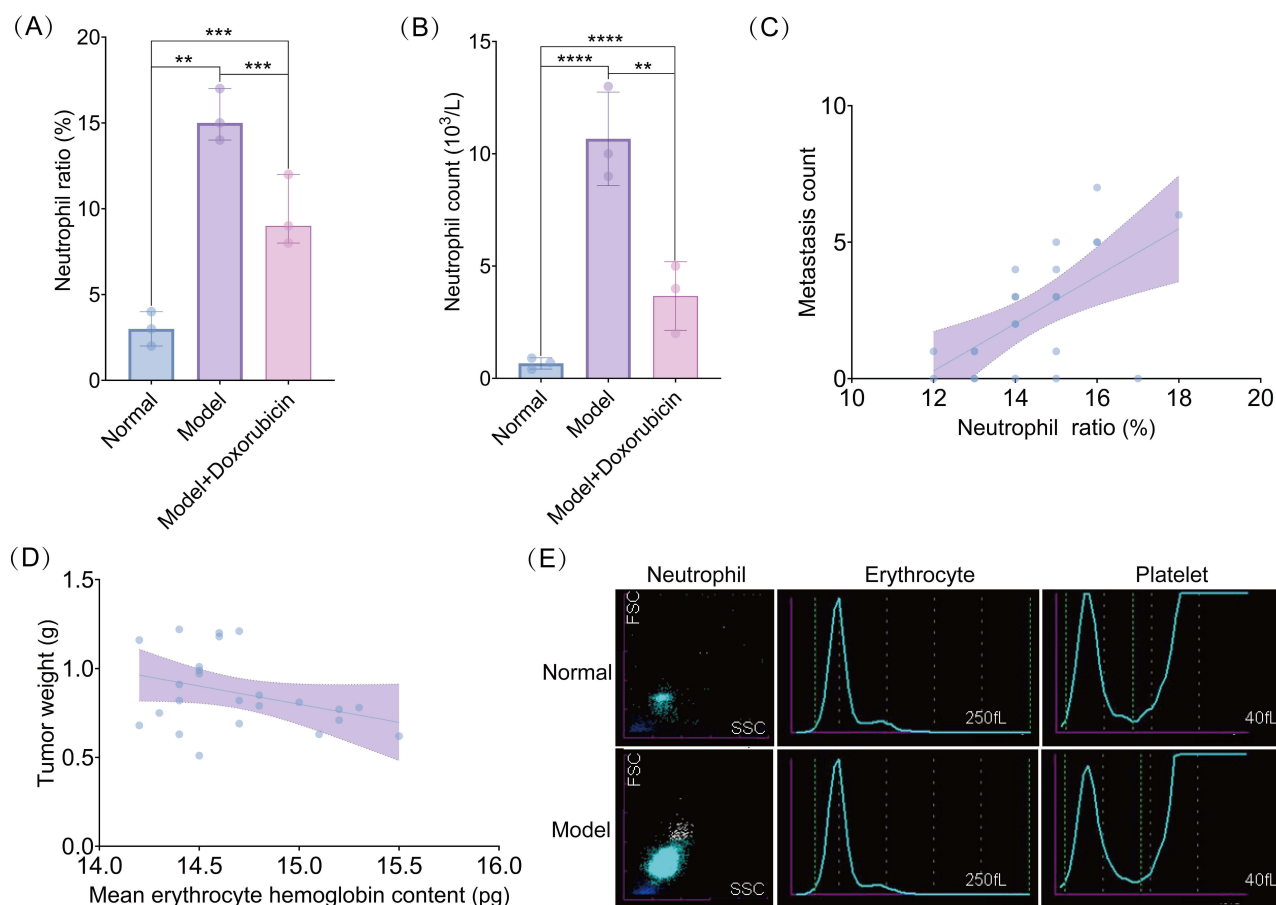 (A)
Neutrophil ratio (%)
20
15
10
5
0
***
**
***
Normal
Model
Model+Doxorubicin
(B)
Neutrophil count (10³/L)
15
10
5
0
****
****
**
Normal
Model
Model+Doxorubicin
(C)
Metastasis count
10
5
0
10
12
14
16
18
20
Neutrophil ratio (%)
(D)
Tumor weight (g)
1.5
1.0
0.5
0.0
14.0
14.5
15.0
15.5
16.0
Mean erythrocyte hemoglobin content (pg)
(E)
Neutrophil
Erythrocyte
Platelet
Normal
FSC
SSC
250fL
40fL
Model
FSC
SSC
250fL
40fL